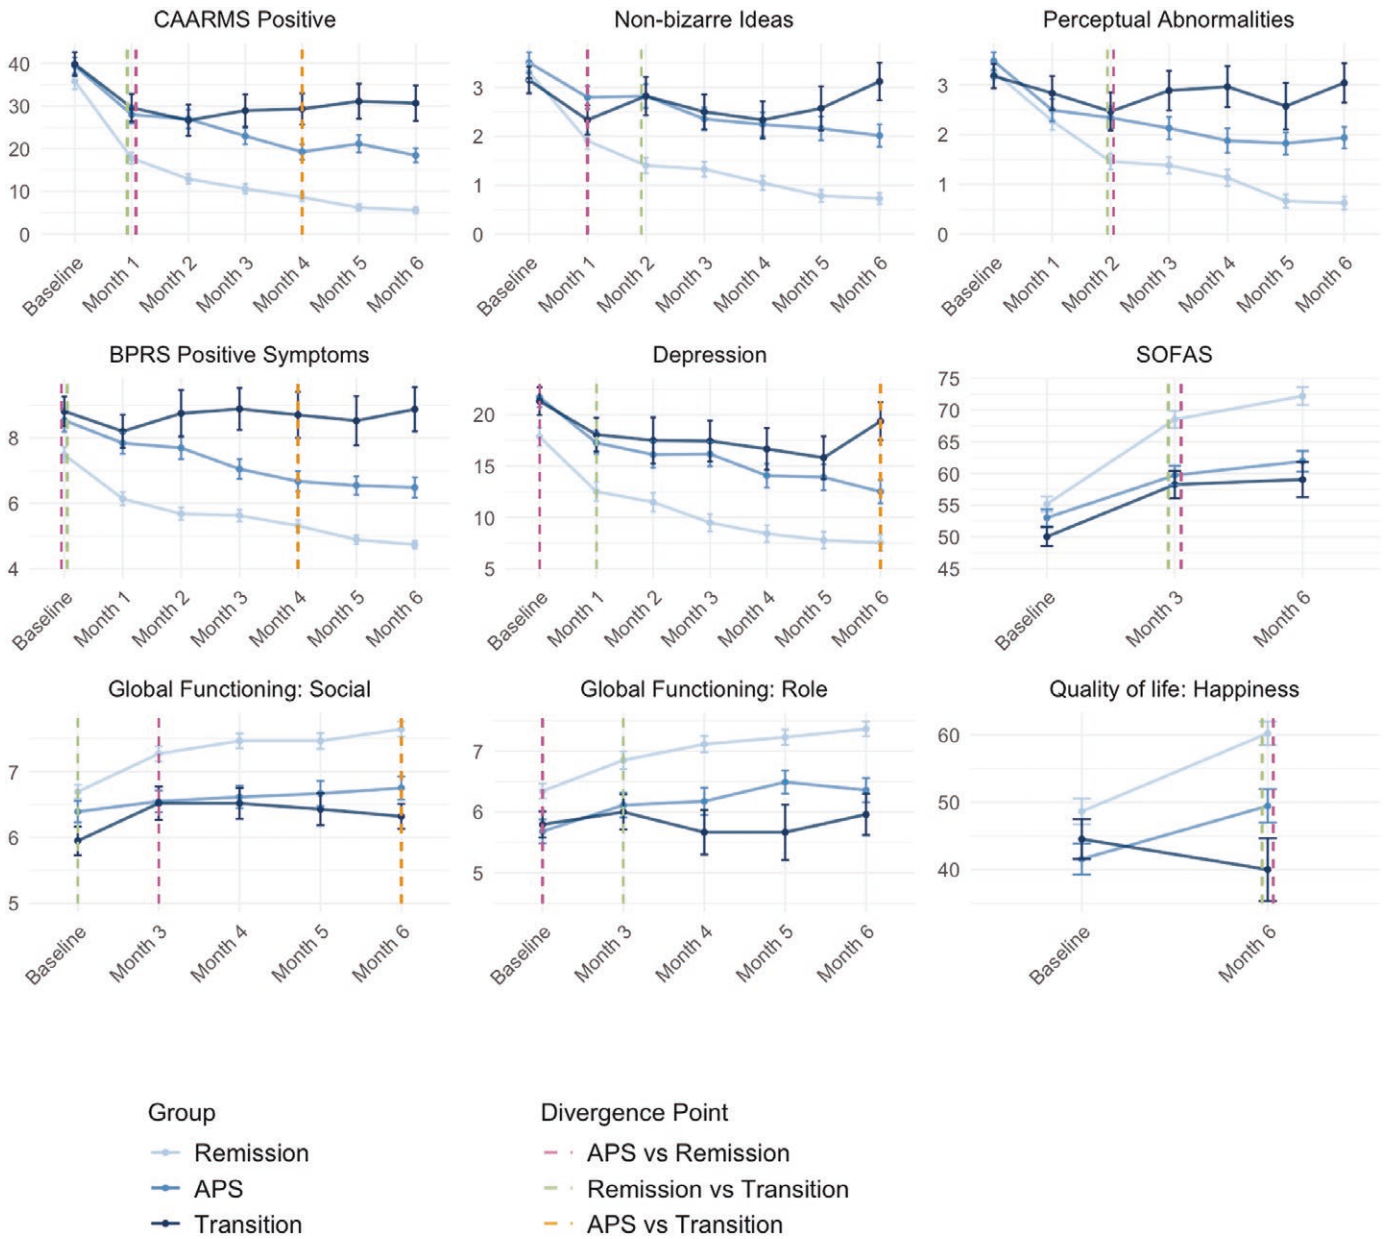 CAARMS Positive
Non-bizarre Ideas
Perceptual Abnormalities
40
30
20
10
0
3
2
1
0
3
2
1
0
Baseline
Month 1
Month 2
Month 3
Month 4
Month 5
Month 6
Baseline
Month 1
Month 2
Month 3
Month 4
Month 5
Month 6
Baseline
Month 1
Month 2
Month 3
Month 4
Month 5
Month 6
BPRS Positive Symptoms
Depression
SOFAS
8
6
4
20
15
10
5
75
70
65
60
55
50
45
Baseline
Month 1
Month 2
Month 3
Month 4
Month 5
Month 6
Baseline
Month 1
Month 2
Month 3
Month 4
Month 5
Month 6
Baseline
Month 3
Month 6
Global Functioning: Social
Global Functioning: Role
Quality of life: Happiness
7
6
5
7
6
5
60
50
40
Baseline
Month 3
Month 4
Month 5
Month 6
Baseline
Month 3
Month 4
Month 5
Month 6
Baseline
Month 6
Group
Remission
APS
Transition
Divergence Point
APS vs Remission
Remission vs Transition
APS vs Transition